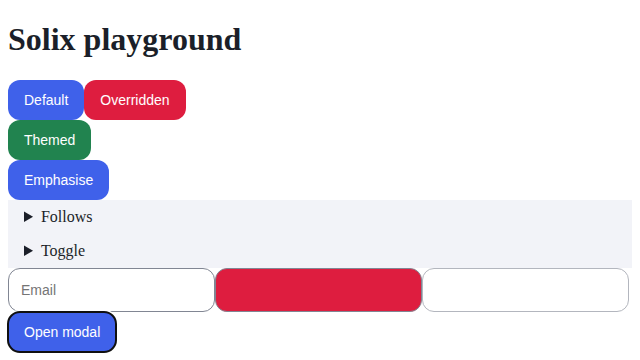 Solix playground
Default Overridden
Themed
Emphasise
Follows
Toggle
Email
Open modal